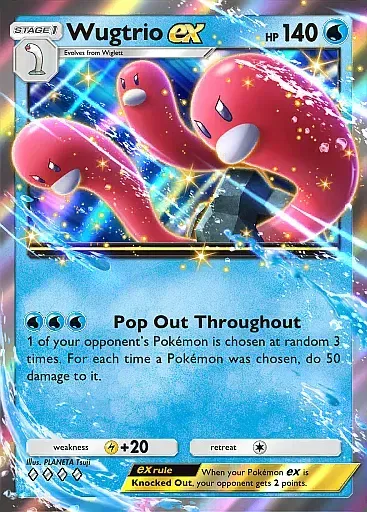 STAGE 1 Wugtrio ex HP 140
Evolves from Wiglett
Pop Out Throughout
1 of your opponent's Pokémon is chosen at random 3
times. For each time a Pokémon was chosen, do 50
damage to it.
weakness +20 retreat
Illus. PLANETA Tsuji
ex rule When your Pokémon ex is
Knocked Out, your opponent gets 2 points.